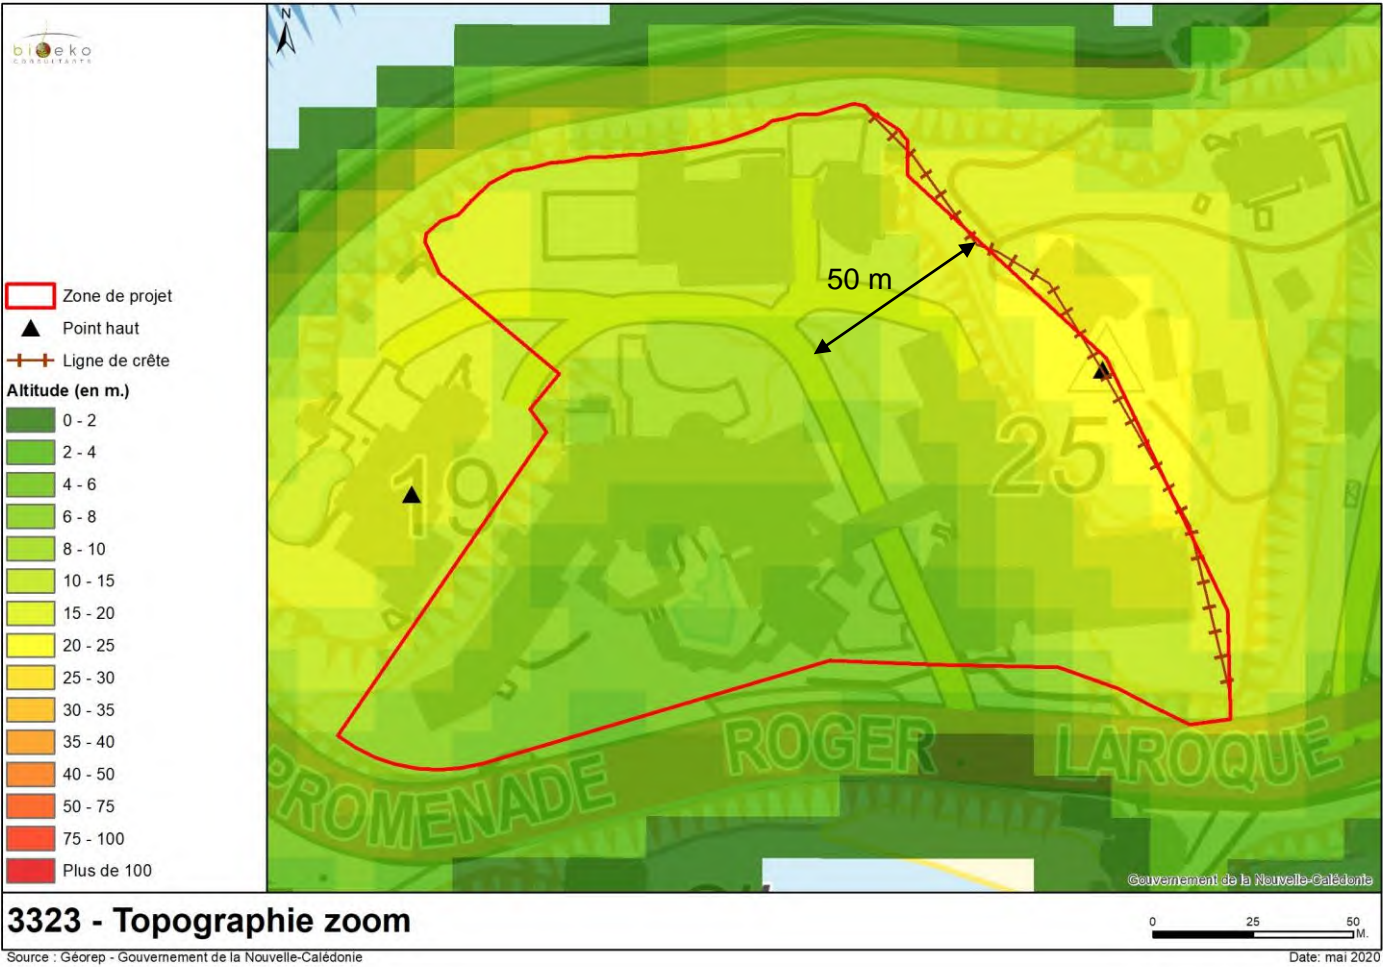 bioeko
CONSULTANTS
N
50 m
Zone de projet
Point haut
Ligne de crête
Altitude (en m.)
0 - 2
2 - 4
4 - 6
6 - 8
8 - 10
10 - 15
15 - 20
20 - 25
25 - 30
30 - 35
35 - 40
40 - 50
50 - 75
75 - 100
Plus de 100
19
25
PROMENADE ROGER LAROQUE
Gouvernement de la Nouvelle-Calédonie
3323 - Topographie zoom
0 25 50
M.
Source : Géorep - Gouvernement de la Nouvelle-Calédonie
Date: mai 2020